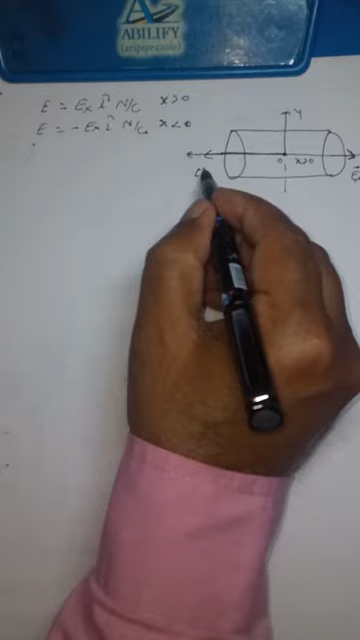 ABILIFY
(aripiprazole)
E = Eₓ î N/C x>0
E = -Eₓ î N/C x<0
Y
0 x>0